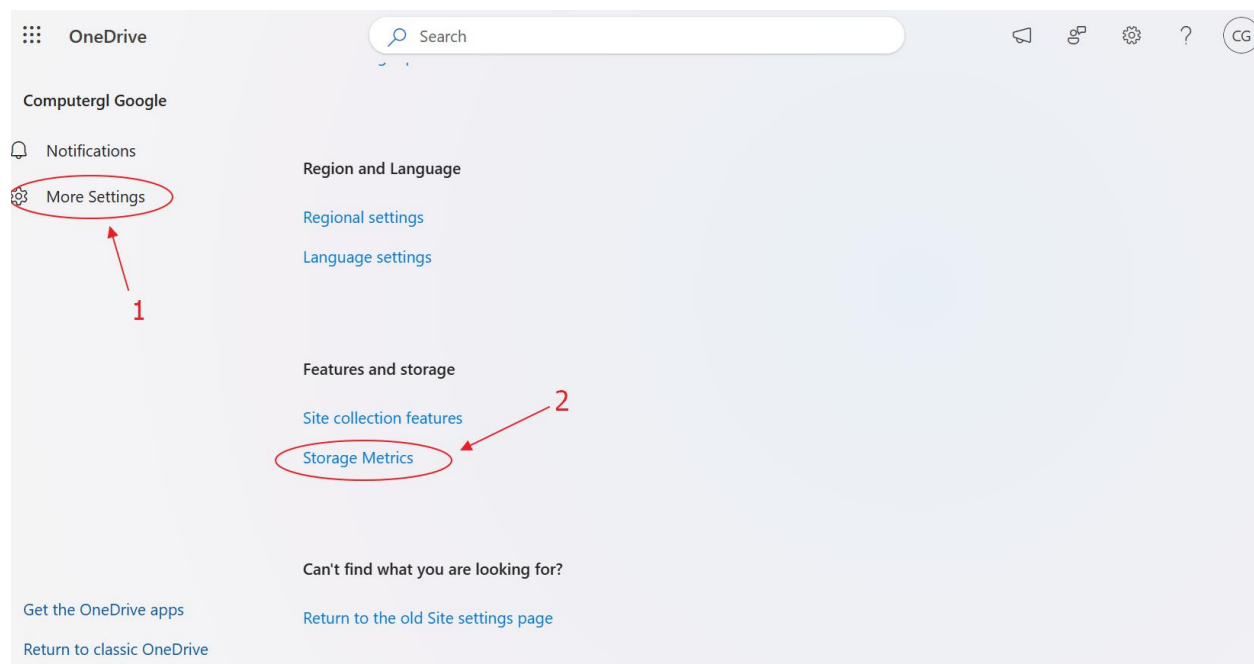 OneDrive
Search
CG
Computergl Google
Notifications
More Settings
1
Region and Language
Regional settings
Language settings
Features and storage
2
Site collection features
Storage Metrics
Can't find what you are looking for?
Return to the old Site settings page
Get the OneDrive apps
Return to classic OneDrive